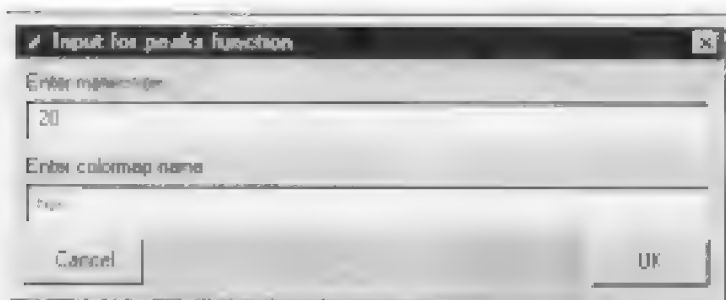 Input for peaks function
Enter
20
Enter colormap name
Cancel
OK